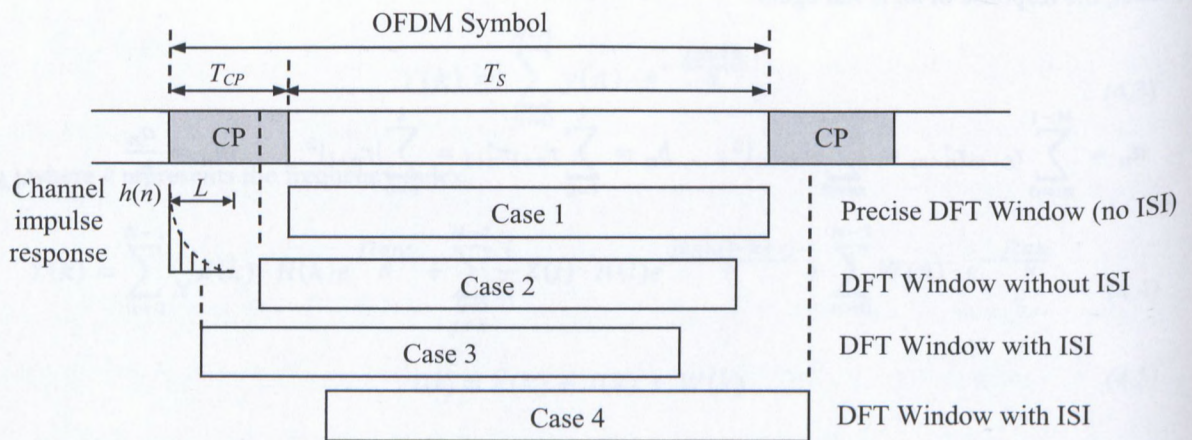 OFDM Symbol
T_CP
T_S
CP
CP
Channel impulse response
h(n)
L
Case 1
Precise DFT Window (no ISI)
Case 2
DFT Window without ISI
Case 3
DFT Window with ISI
Case 4
DFT Window with ISI